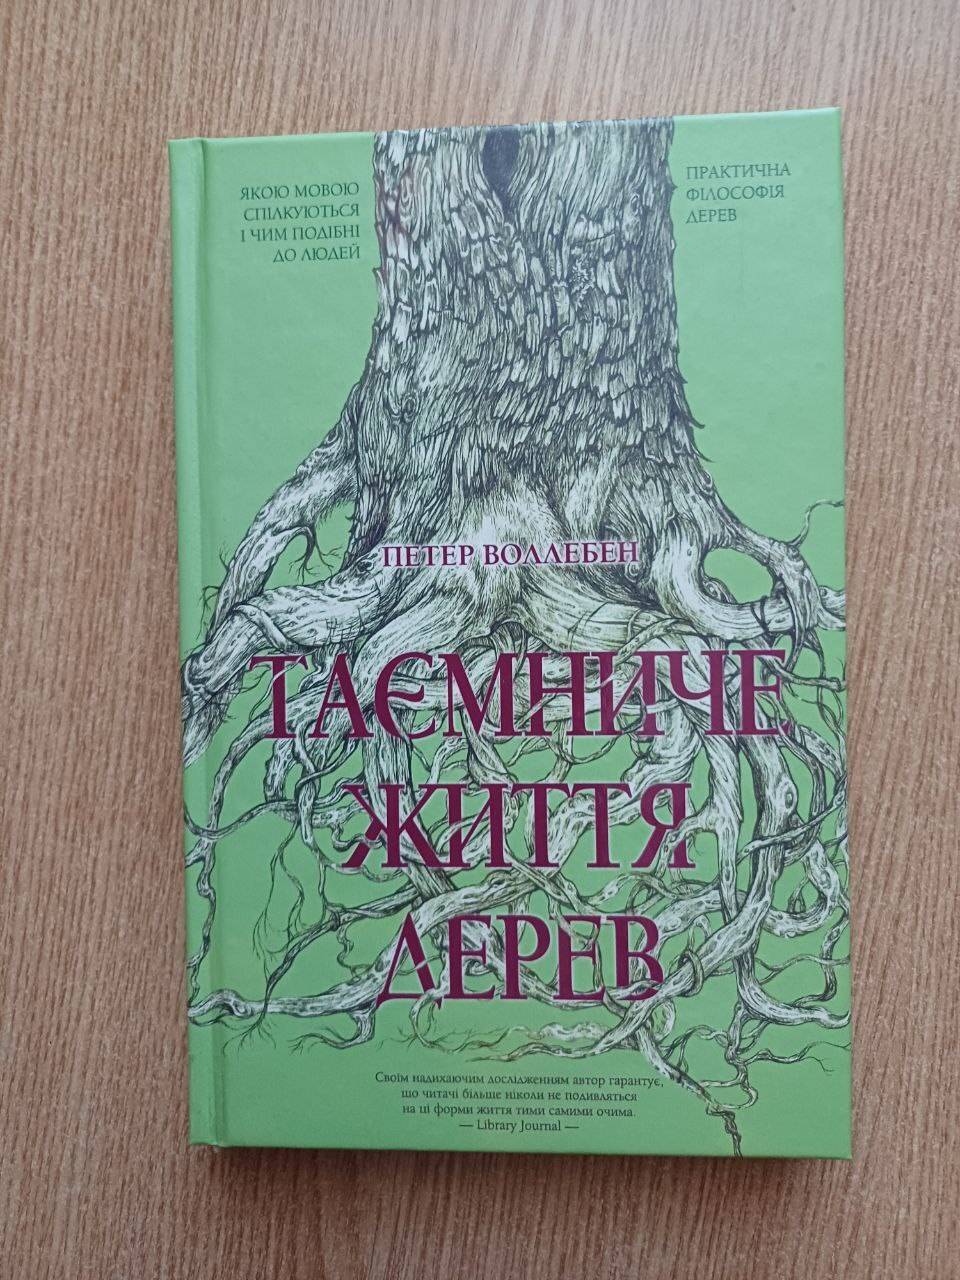 ЯКОЮ МОВОЮ
СПІЛКУЮТЬСЯ
І ЧИМ ПОДІБНІ
ДО ЛЮДЕЙ
ПРАКТИЧНА
ФІЛОСОФІЯ
ДЕРЕВ
ПЕТЕР ВОЛЛЕБЕН
ТАЄМНИЧЕ
ЖИТТЯ
ДЕРЕВ
Своїм надихаючим дослідженням автор гарантує,
що читачі більше ніколи не подивляться
на ці форми життя тими самими очима.
— Library Journal —